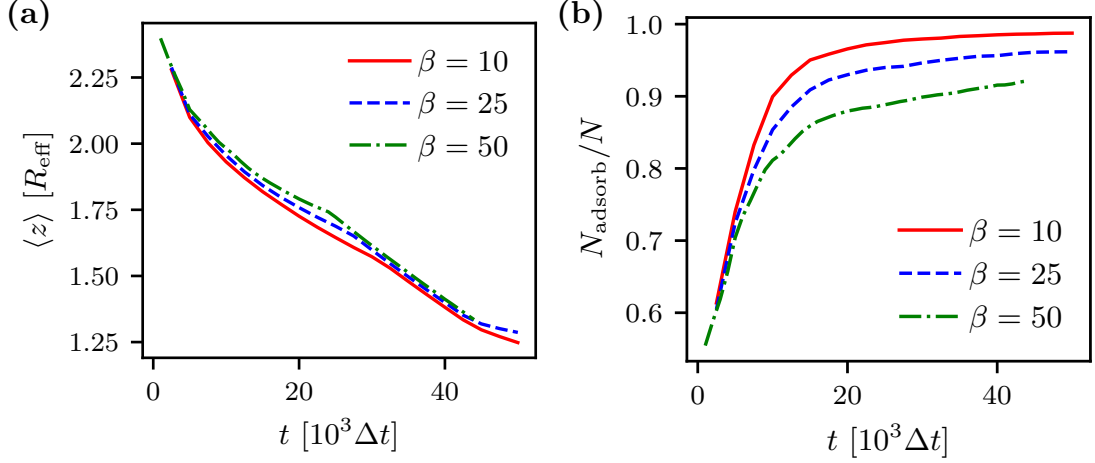 (a)
⟨z⟩ [R_eff]
2.25
2.00
1.75
1.50
1.25
0
20
40
t [10³Δt]
β = 10
β = 25
β = 50
(b)
N_adsorb/N
1.0
0.9
0.8
0.7
0.6
0
20
40
t [10³Δt]
β = 10
β = 25
β = 50